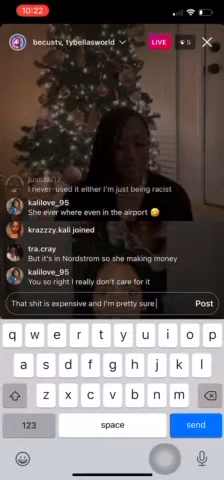 10:22
becustv, tybellasworld
LIVE
5
I never used it either I'm just being racist
kalilove_95
She ever where even in the airport 🤣
krazzzy.kali joined
tra.cray
But it's in Nordstrom so she making money
kalilove_95
You so right I really don't care for it
That shit is expensive and I'm pretty sure
Post
q w e r t y u i o p
a s d f g h j k l
z x c v b n m
123
space
send